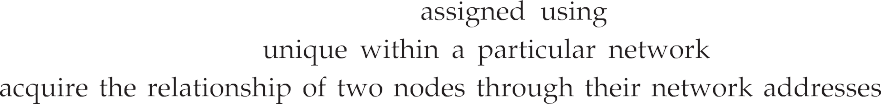 assigned using
unique within a particular network
acquire the relationship of two nodes through their network addresses